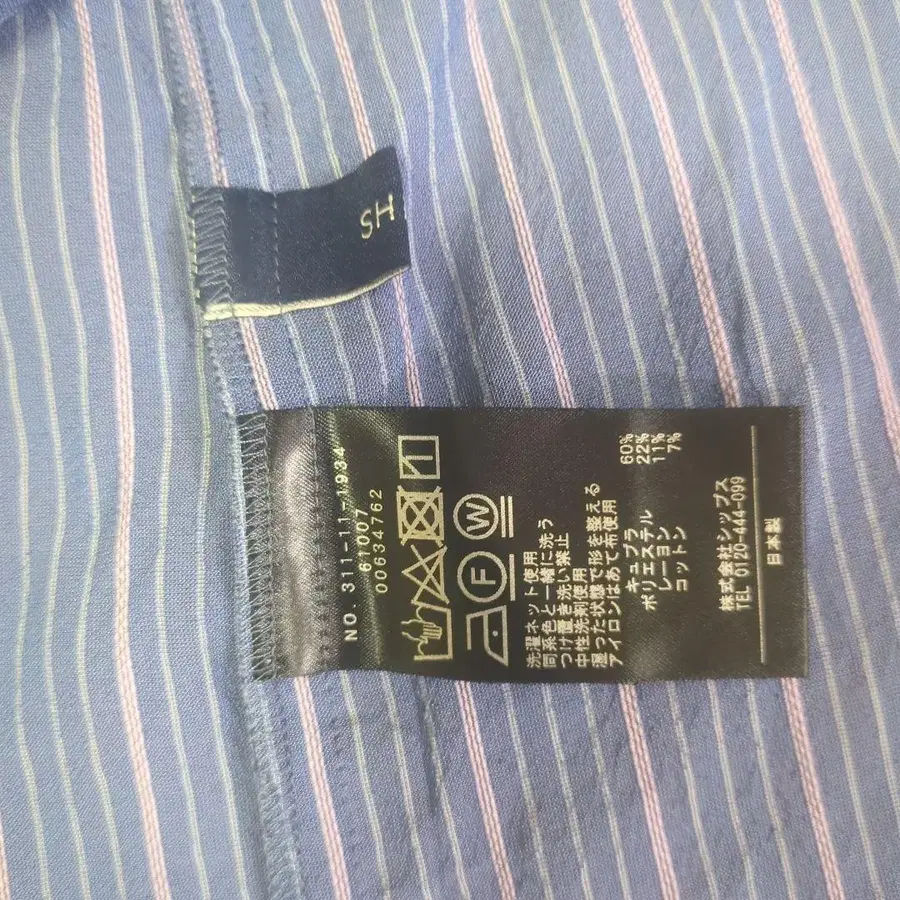 SH
NO. 311-11-1934
61007
00634762
W
F
洗濯ネット使用
同系色と一緒に洗う
つけ置き洗い禁止
中性洗剤使用
湿った状態で形を整える
アイロンはあて布使用
キュプラ 60%
ポリエステル 22%
レーヨン 11%
コットン 7%
株式会社シップス
TEL 0120-444-099
日本製